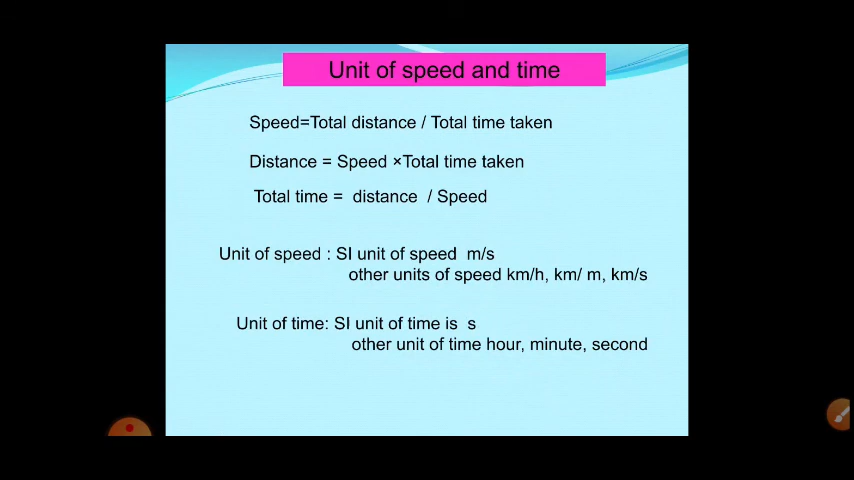 Unit of speed and time
Speed=Total distance / Total time taken
Distance = Speed ×Total time taken
Total time = distance / Speed
Unit of speed : SI unit of speed m/s
other units of speed km/h, km/ m, km/s
Unit of time: SI unit of time is s
other unit of time hour, minute, second